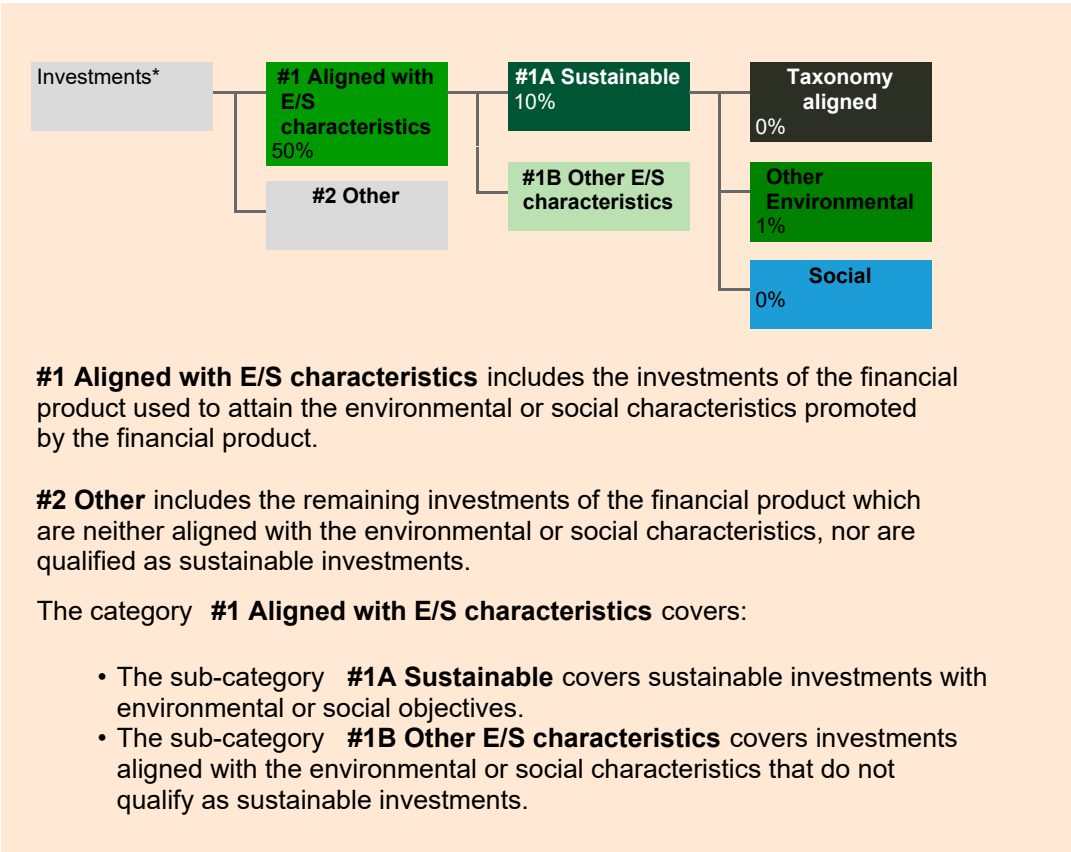 Investments*
#1 Aligned with
E/S
characteristics
50%
#2 Other
#1A Sustainable
10%
#1B Other E/S
characteristics
Taxonomy
aligned
0%
Other
Environmental
1%
Social
0%
#1 Aligned with E/S characteristics includes the investments of the financial
product used to attain the environmental or social characteristics promoted
by the financial product.
#2 Other includes the remaining investments of the financial product which
are neither aligned with the environmental or social characteristics, nor are
qualified as sustainable investments.
The category #1 Aligned with E/S characteristics covers:
• The sub-category #1A Sustainable covers sustainable investments with
environmental or social objectives.
• The sub-category #1B Other E/S characteristics covers investments
aligned with the environmental or social characteristics that do not
qualify as sustainable investments.